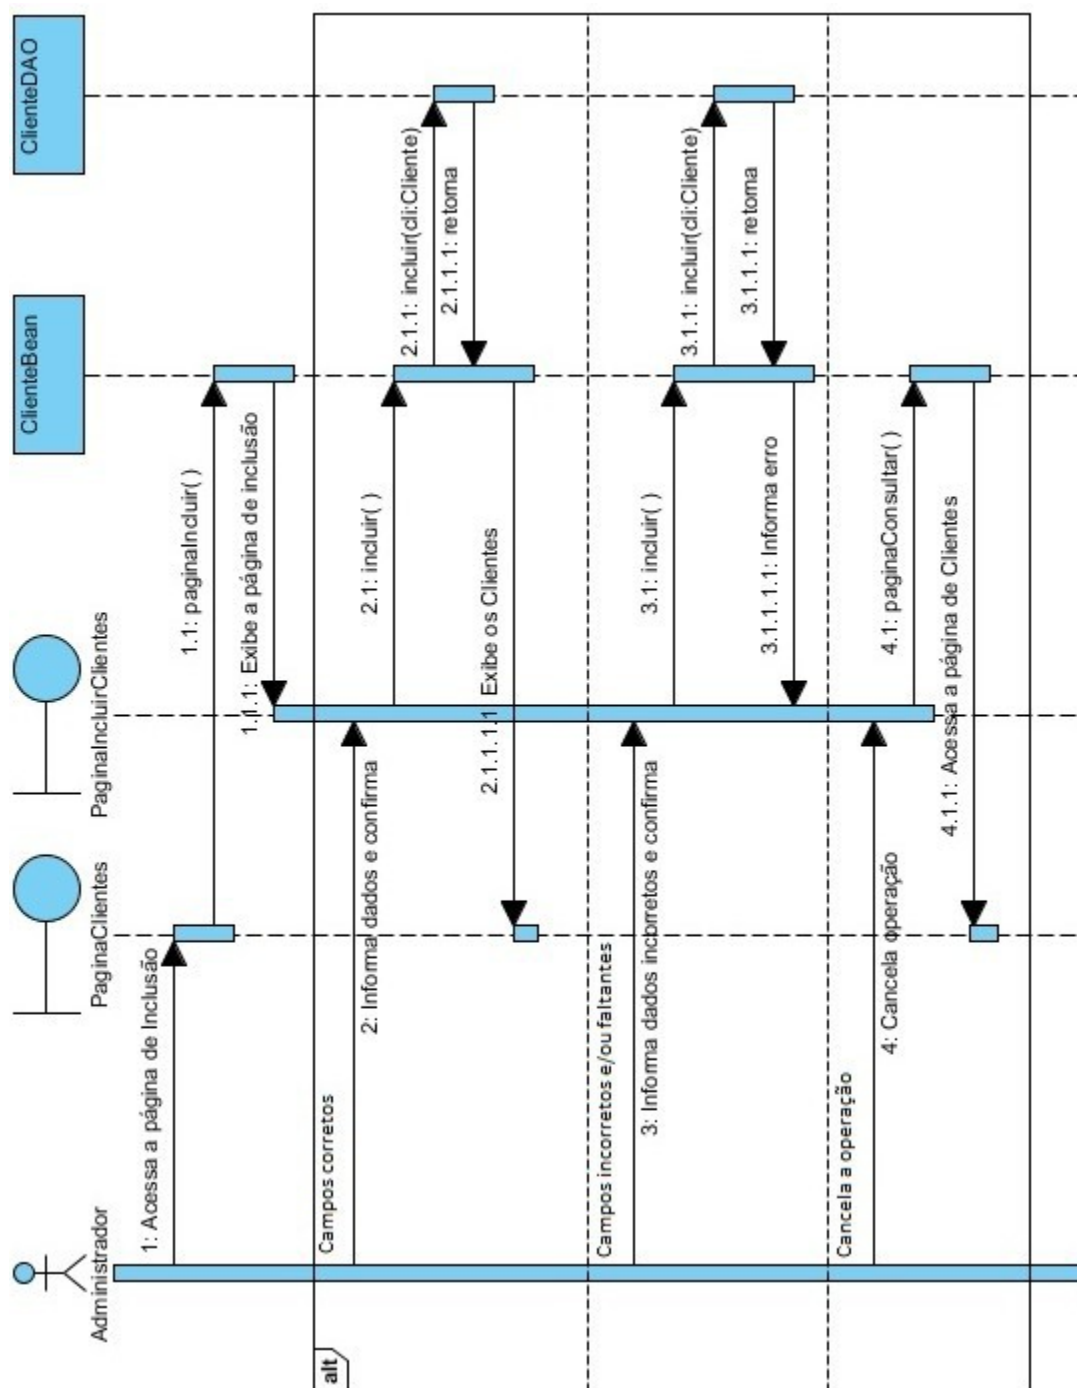 Administrador
PaginaClientes
PaginaIncluirClientes
ClienteBean
ClienteDAO
1: Acessa a página de Inclusão
1.1: paginaIncluir( )
1.1.1: Exibe a página de inclusão
alt
Campos corretos
2: Informa dados e confirma
2.1: incluir( )
2.1.1: incluir(cli:Cliente)
2.1.1.1: retorna
2.1.1.1.1 Exibe os Clientes
Campos incorretos e/ou faltantes
3: Informa dados incorretos e confirma
3.1: incluir( )
3.1.1: incluir(cli:Cliente)
3.1.1.1: retorna
3.1.1.1.1: Informa erro
Cancela a operação
4: Cancela operação
4.1: paginaConsultar( )
4.1.1: Acessa a página de Clientes